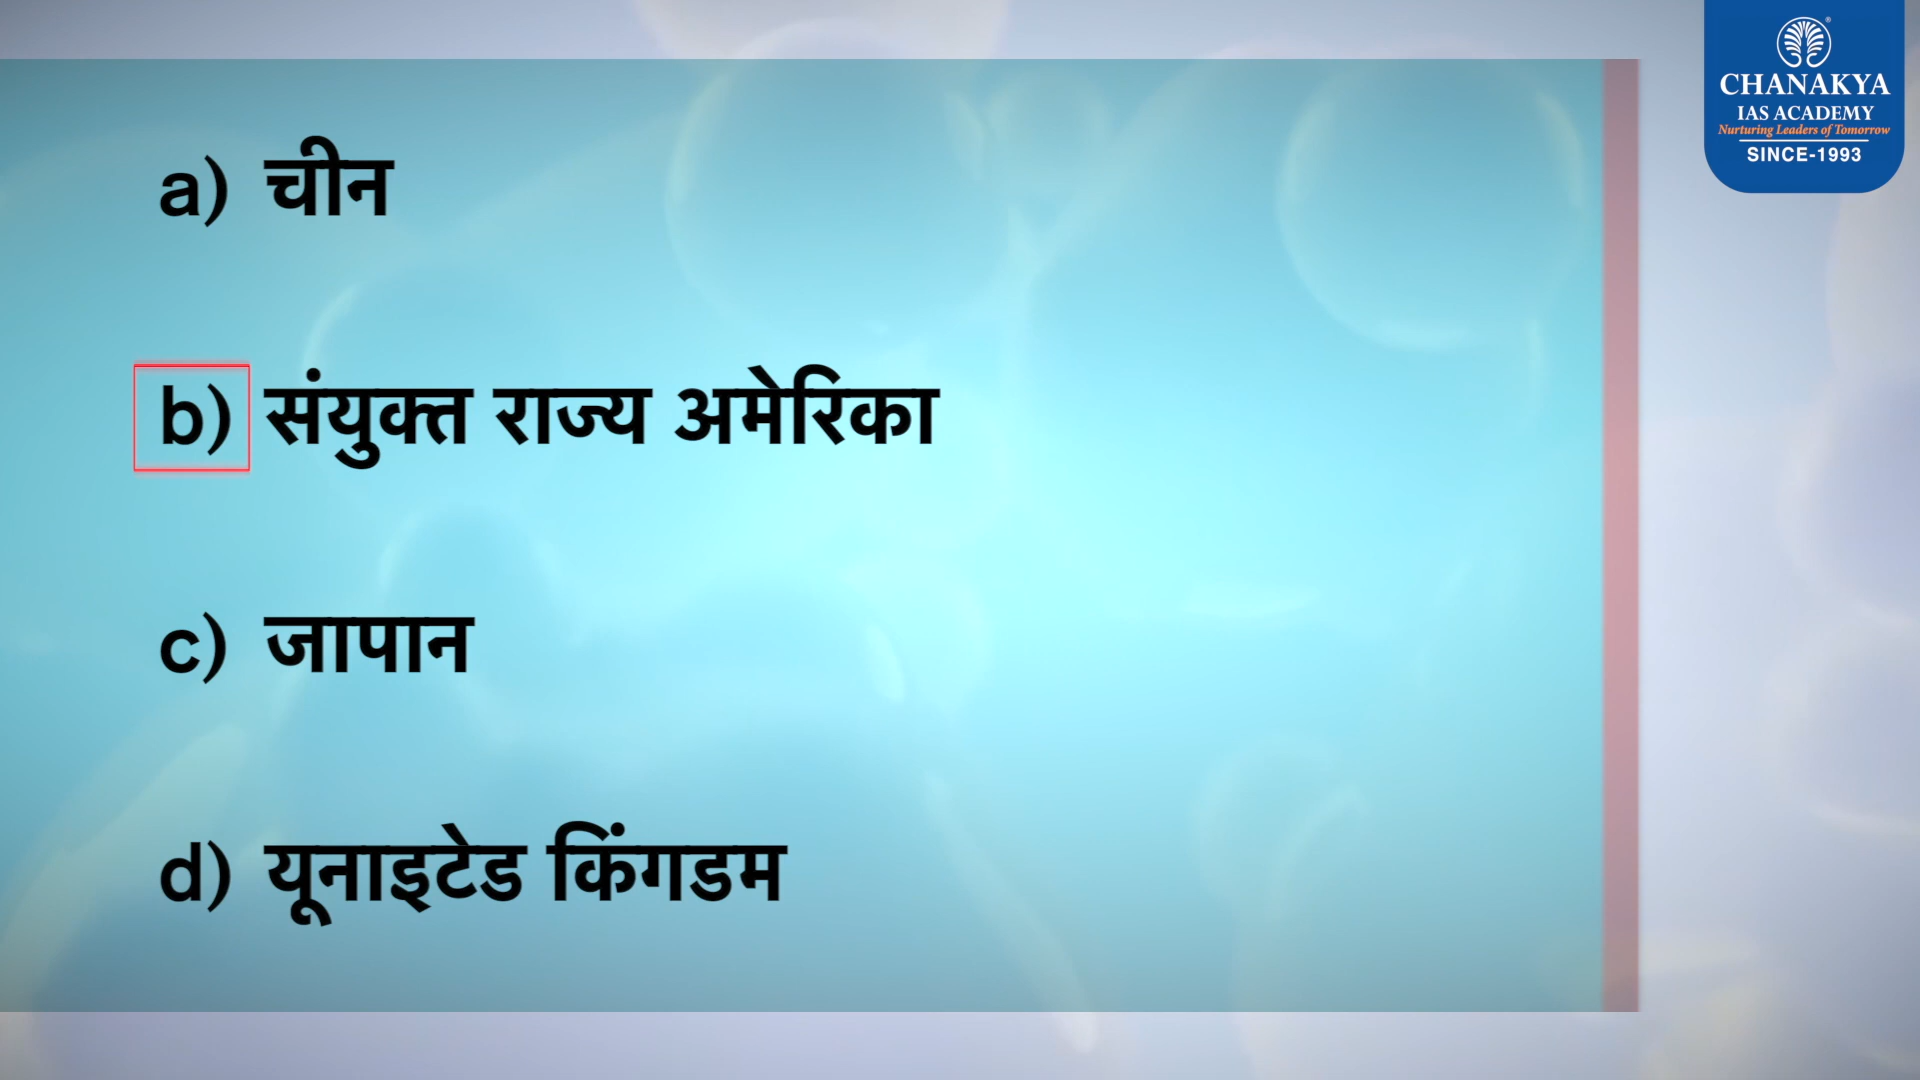 a) चीन
b) संयुक्त राज्य अमेरिका
c) जापान
d) यूनाइटेड किंगडम
CHANAKYA
IAS ACADEMY
Nurturing Leaders of Tomorrow
SINCE-1993